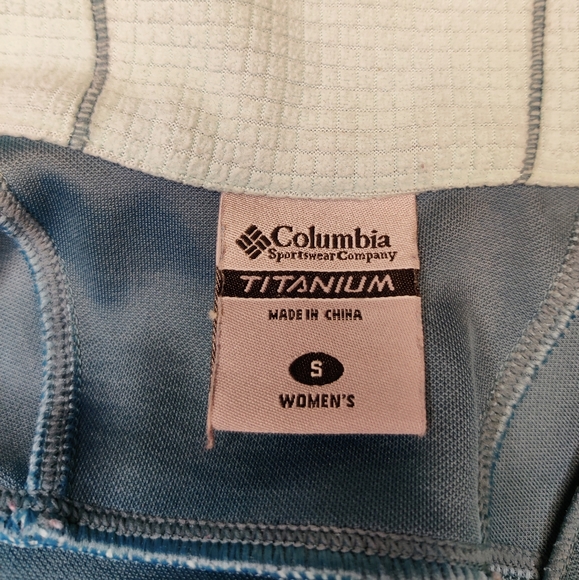 Columbia
Sportswear Company
TITANIUM
MADE IN CHINA
S
WOMEN'S